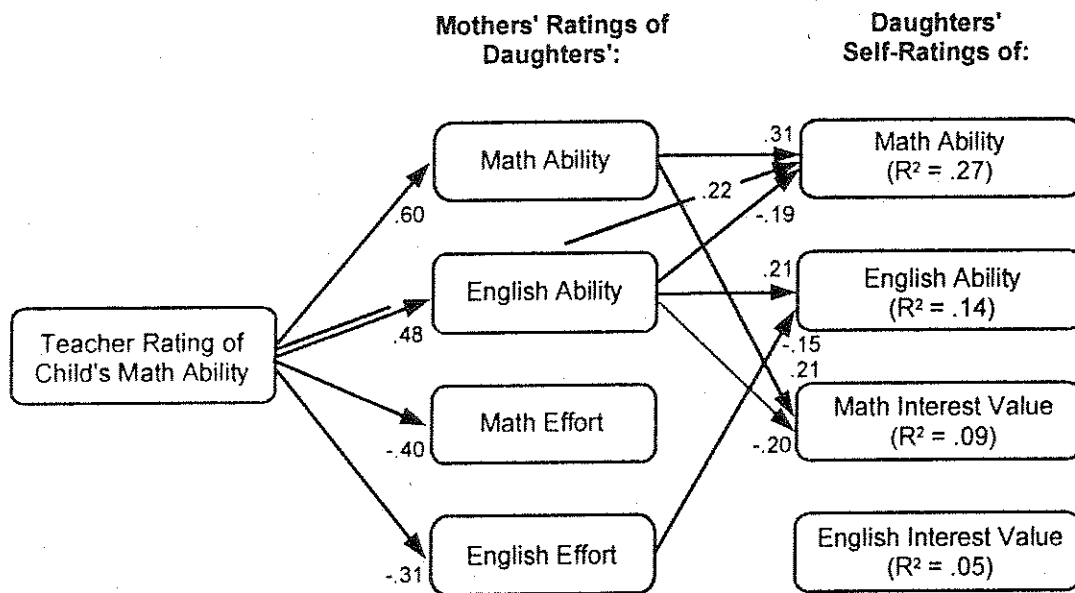 Mothers' Ratings of
Daughters':
Daughters'
Self-Ratings of:
Teacher Rating of
Child's Math Ability
.60
.48
-.40
-.31
Math Ability
English Ability
Math Effort
English Effort
.31
.22
-.19
.21
-.15
.21
-.20
Math Ability
(R² = .27)
English Ability
(R² = .14)
Math Interest Value
(R² = .09)
English Interest Value
(R² = .05)